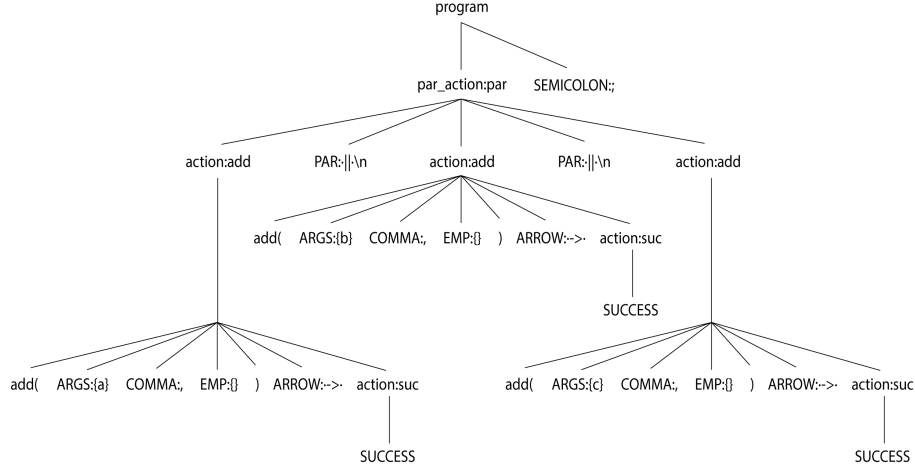 program
par_action:par SEMICOLON:;
action:add PAR:·||·\n action:add PAR:·||·\n action:add
add( ARGS:{b} COMMA:, EMP:{} ) ARROW:·->· action:suc
SUCCESS
add( ARGS:{a} COMMA:, EMP:{} ) ARROW:·->· action:suc add( ARGS:{c} COMMA:, EMP:{} ) ARROW:·->· action:suc
SUCCESS SUCCESS